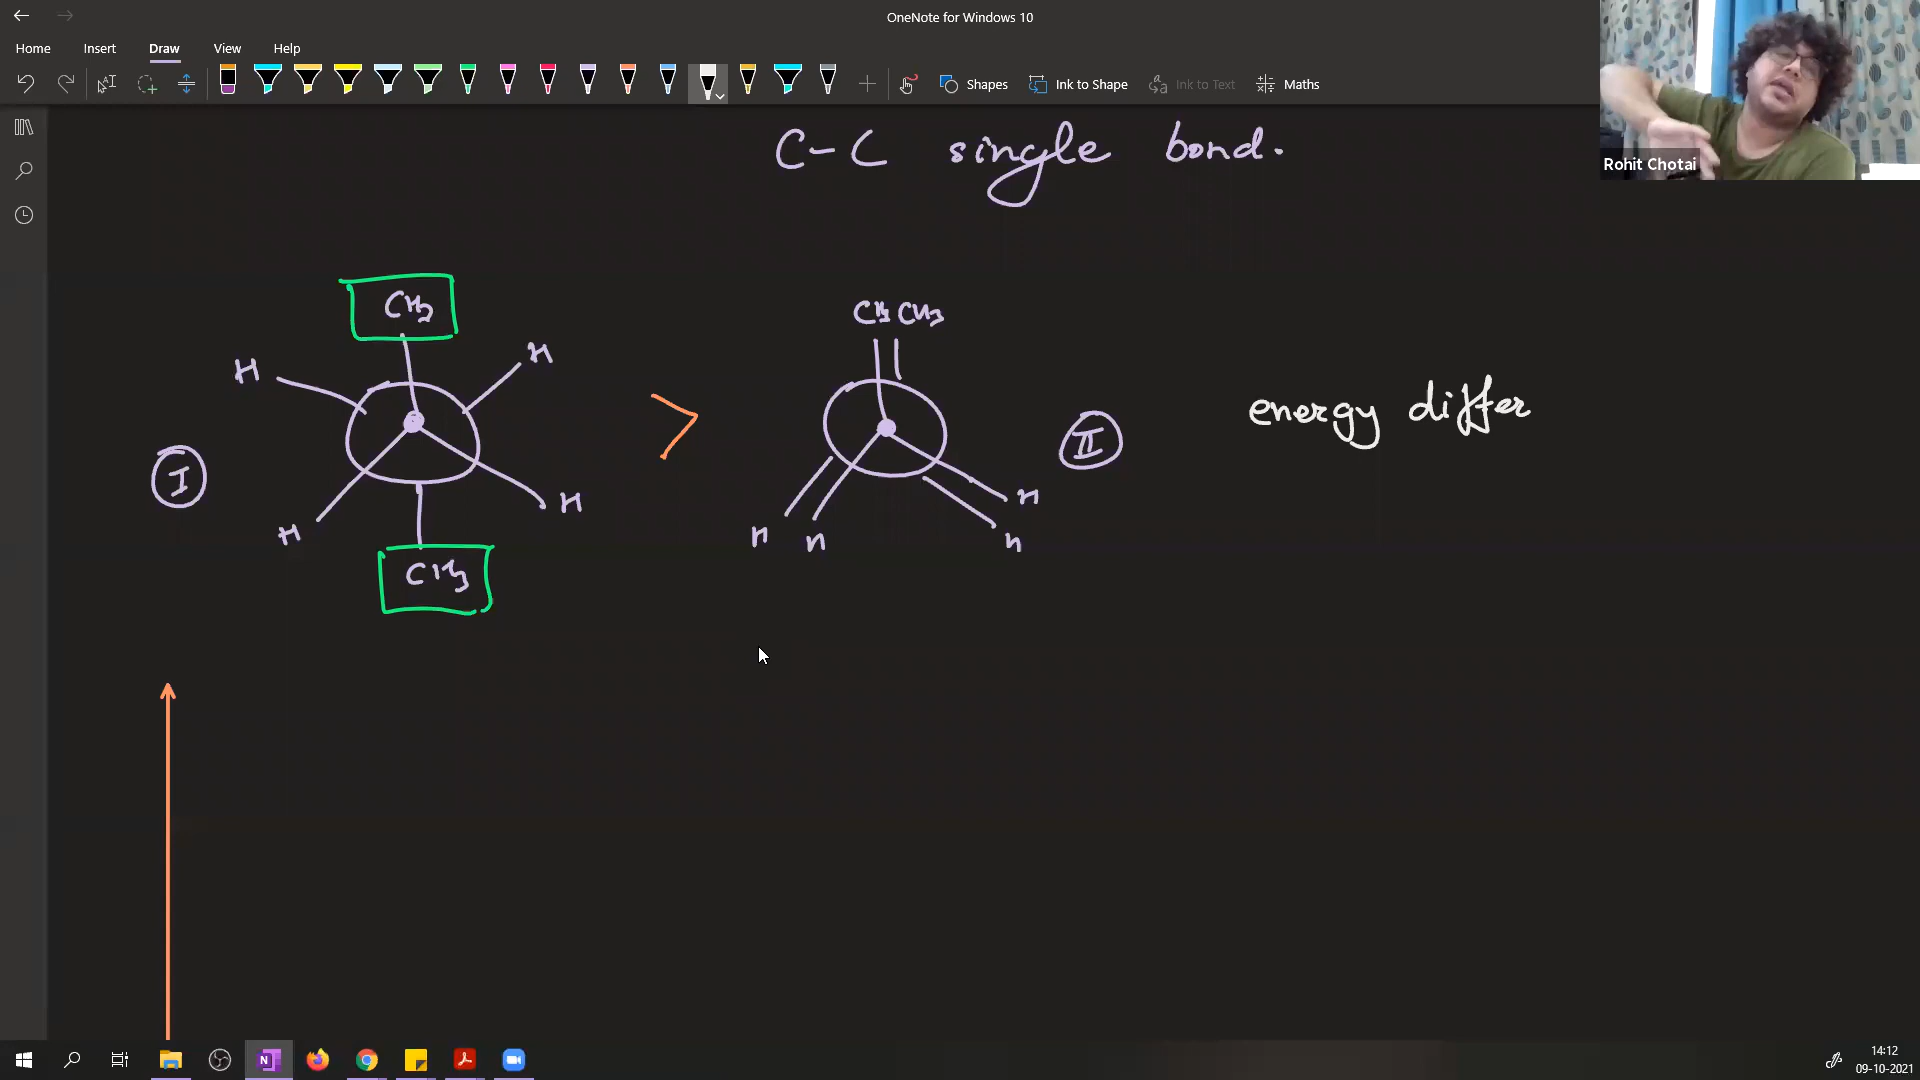 OneNote for Windows 10
Home Insert Draw View Help
Shapes Ink to Shape Ink to Text Maths
Rohit Chotai
C-C single bond.
CH3
H H
I
H H
CH3
>
CH3 CH3
II
H
H H H
energy differ
14:12
09-10-2021